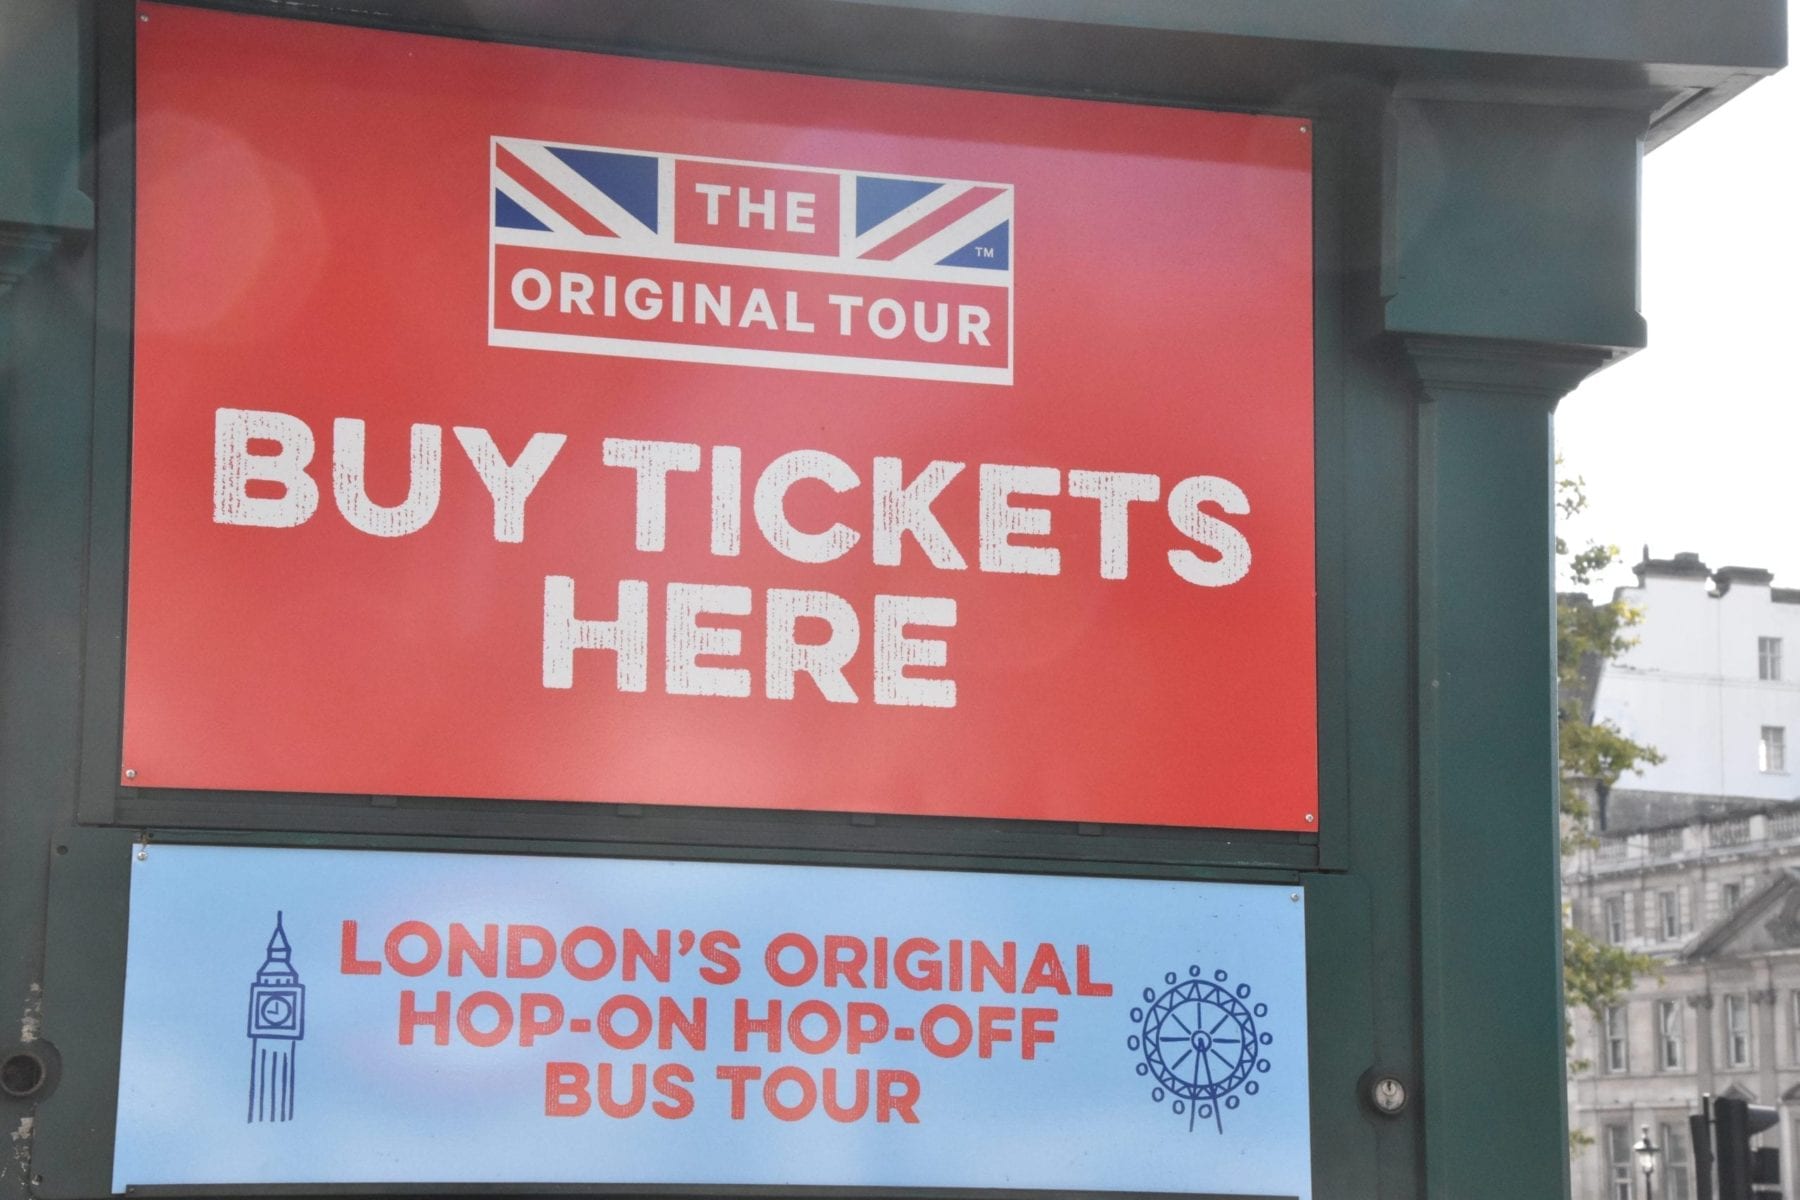 THE
TM
ORIGINAL TOUR
BUY TICKETS
HERE
LONDON'S ORIGINAL
HOP-ON HOP-OFF
BUS TOUR